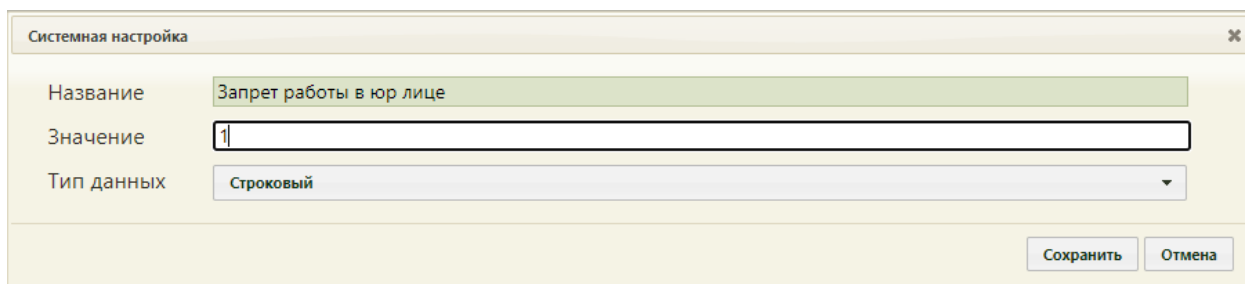 Системная настройка
Название Запрет работы в юр лице
Значение 1
Тип данных Строковый
Сохранить Отмена